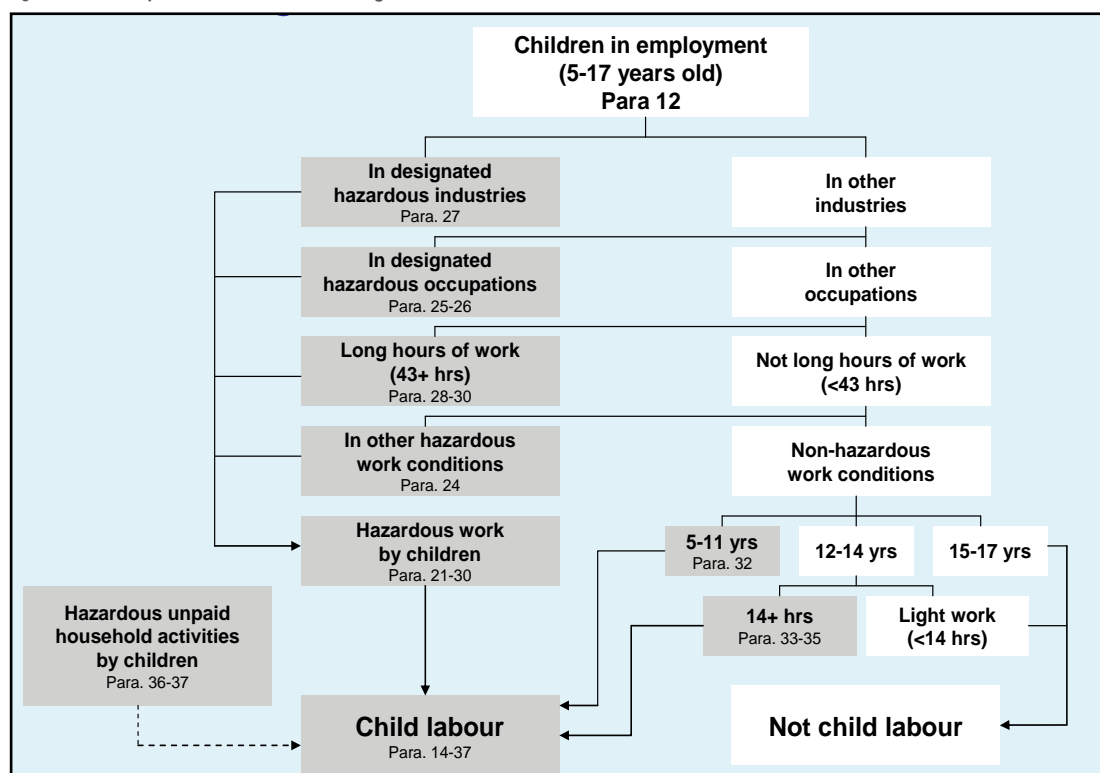 Children in employment
(5-17 years old)
Para 12
In designated
hazardous industries
Para. 27
In other
industries
In designated
hazardous occupations
Para. 25-26
In other
occupations
Long hours of work
(43+ hrs)
Para. 28-30
Not long hours of work
(<43 hrs)
In other hazardous
work conditions
Para. 24
Non-hazardous
work conditions
Hazardous work
by children
Para. 21-30
5-11 yrs
Para. 32
12-14 yrs
15-17 yrs
Hazardous unpaid
household activities
by children
Para. 36-37
14+ hrs
Para. 33-35
Light work
(<14 hrs)
Child labour
Para. 14-37
Not child labour